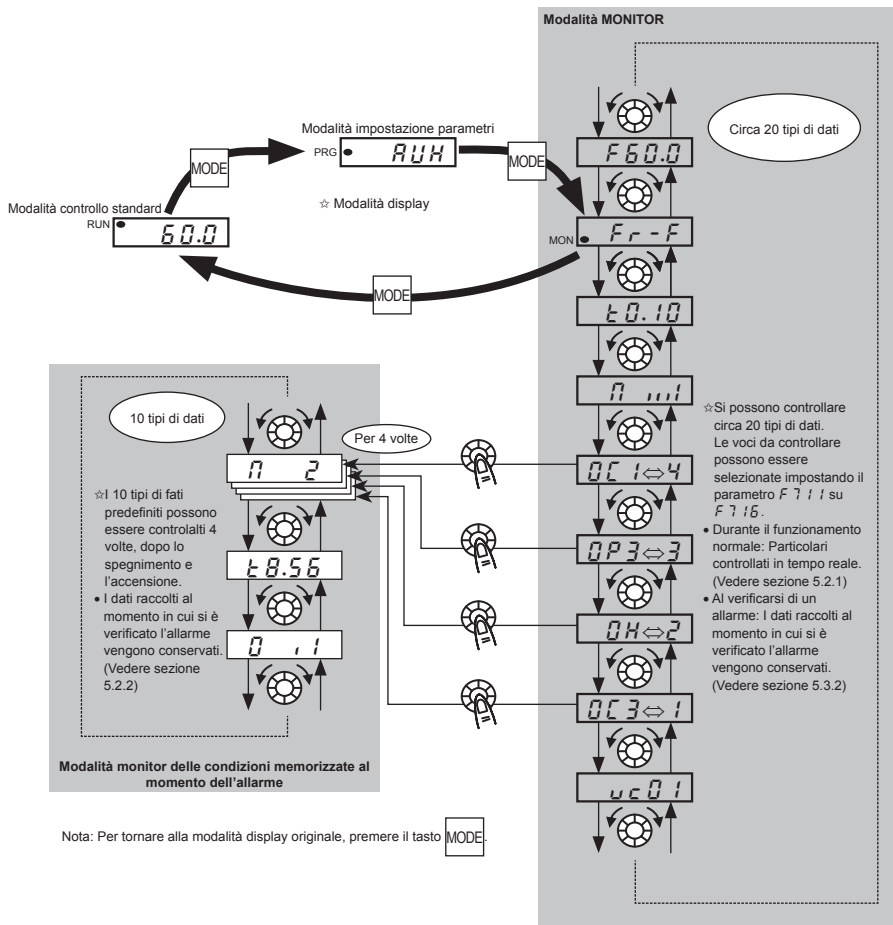 Modalità MONITOR
Circa 20 tipi di dati
Modalità impostazione parametri
PRG
AUH
MODE
MODE
☆ Modalità display
Modalità controllo standard
RUN
60.0
MODE
F60.0
MON
Fr-F
t0.10
10 tipi di dati
Per 4 volte
n 2
☆I 10 tipi di fati
predefiniti possono
essere controlalti 4
volte, dopo lo
spegnimento e
l'accensione.
• I dati raccolti al
momento in cui si è
verificato l'allarme
vengono conservati.
(Vedere sezione
5.2.2)
t8.56
Modalità monitor delle condizioni memorizzate al
momento dell'allarme
OC1⇔4
OP3⇔3
OH⇔2
OC3⇔1
uc01
☆Si possono controllare
circa 20 tipi di dati.
Le voci da controllare
possono essere
selezionate impostando il
parametro F711 su
F716.
• Durante il funzionamento
normale: Particolari
controllati in tempo reale.
(Vedere sezione 5.2.1)
• Al verificarsi di un
allarme: I dati raccolti al
momento in cui si è
verificato l'allarme
vengono conservati.
(Vedere sezione 5.3.2)
Nota: Per tornare alla modalità display originale, premere il tasto MODE.